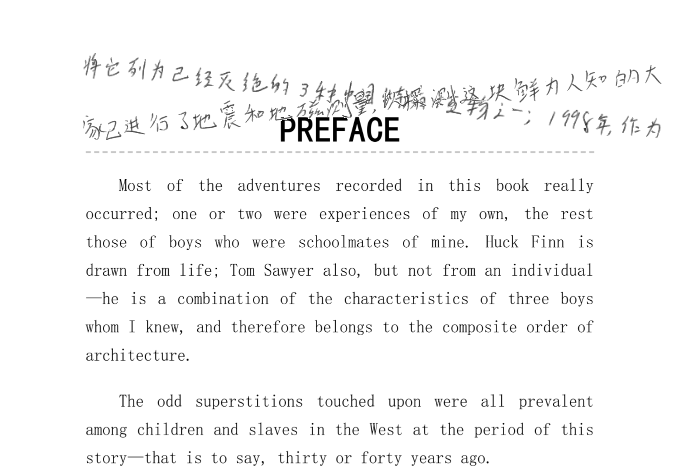 将它列为已经灭绝的3种 块鲜为人知的大
家已进行了地震和地磁测量, 之一; 1998年, 作为
PREFACE
Most of the adventures recorded in this book really
occurred; one or two were experiences of my own, the rest
those of boys who were schoolmates of mine. Huck Finn is
drawn from life; Tom Sawyer also, but not from an individual
—he is a combination of the characteristics of three boys
whom I knew, and therefore belongs to the composite order of
architecture.
The odd superstitions touched upon were all prevalent
among children and slaves in the West at the period of this
story—that is to say, thirty or forty years ago.